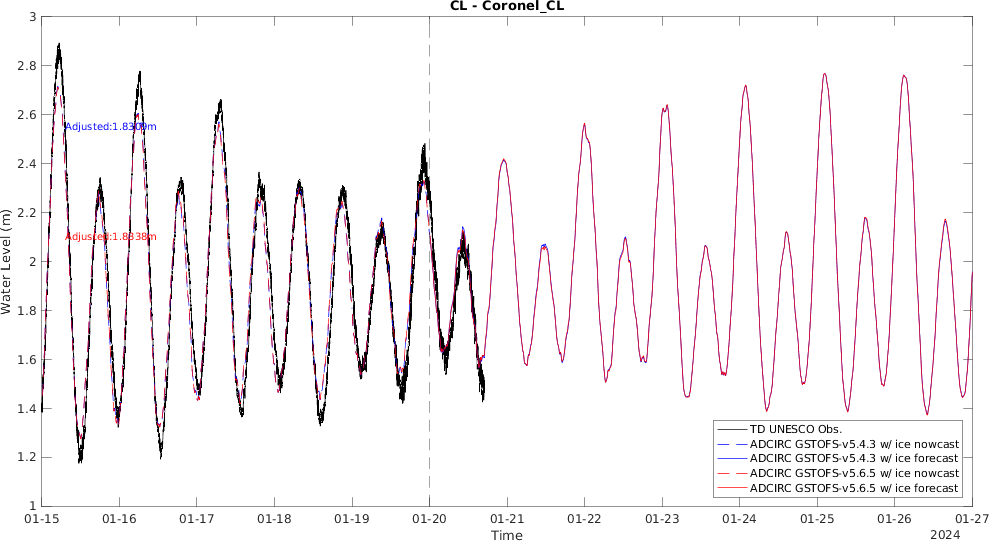 CL - Coronel_CL
3
2.8
2.6
2.4
2.2
2
1.8
1.6
1.4
1.2
1
Water Level (m)
Adjusted:1.8309m
Adjusted:1.8338m
TD UNESCO Obs.
ADCIRC GSTOFS-v5.4.3 w/ ice nowcast
ADCIRC GSTOFS-v5.4.3 w/ ice forecast
ADCIRC GSTOFS-v5.6.5 w/ ice nowcast
ADCIRC GSTOFS-v5.6.5 w/ ice forecast
01-15 01-16 01-17 01-18 01-19 01-20 01-21 01-22 01-23 01-24 01-25 01-26 01-27
Time
2024